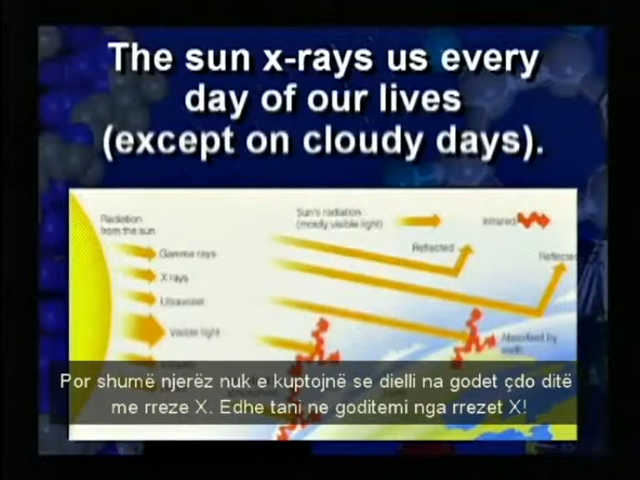 The sun x-rays us every
day of our lives
(except on cloudy days).
Radiation
from the sun
Sun's radiation
(mostly visible light)
Infrared
Reflected
Reflected
Gamma rays
X rays
Ultraviolet
Visible light
Absorbed by
earth
Por shumë njerëz nuk e kuptojnë se dielli na godet çdo ditë
me rreze X. Edhe tani ne goditemi nga rrezet X!